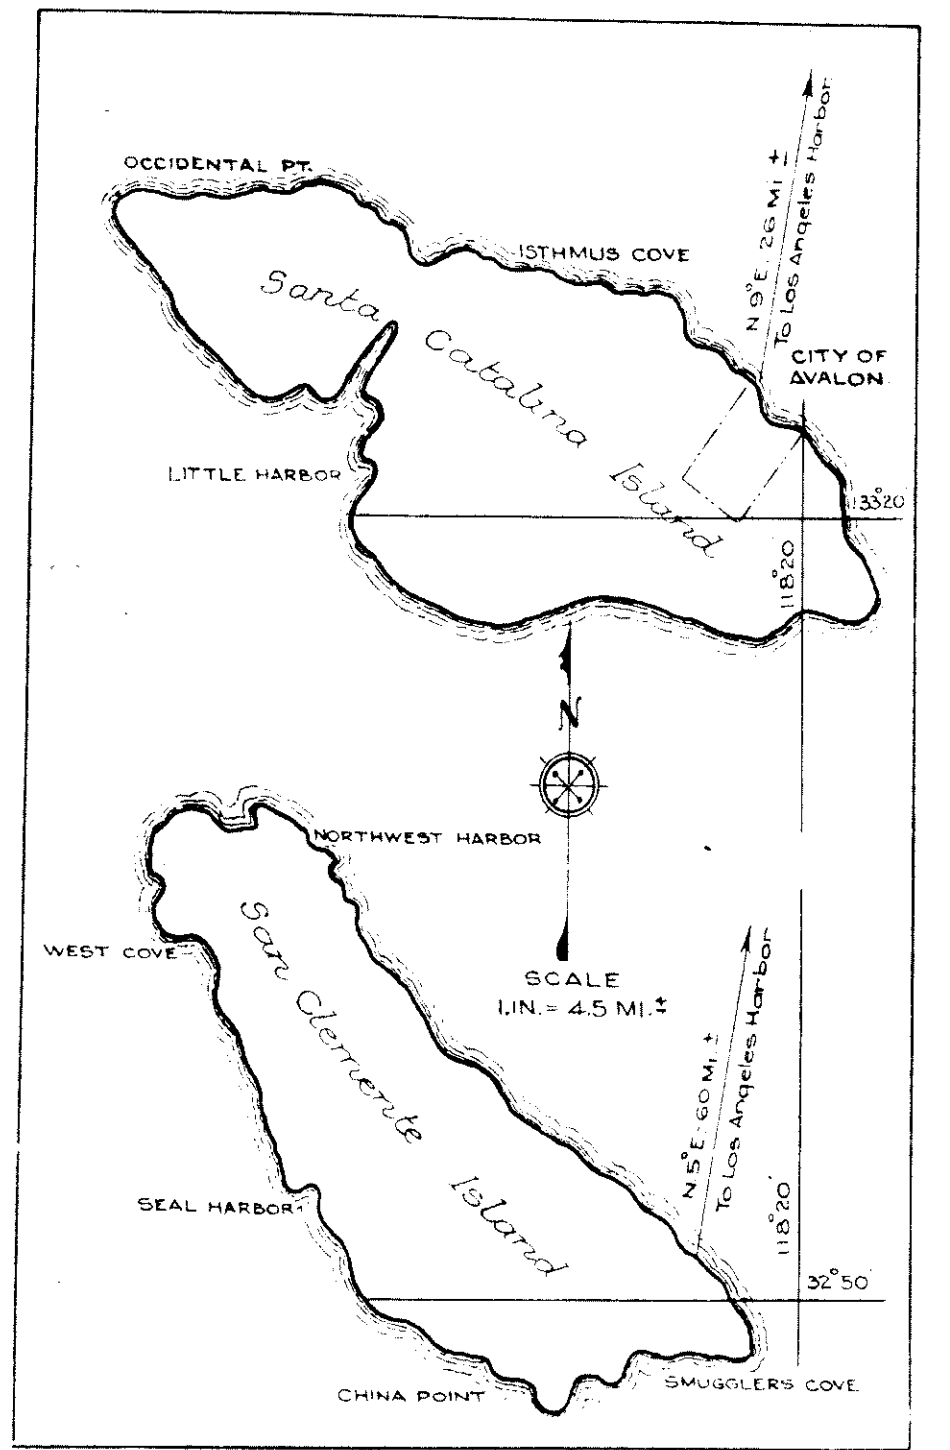 OCCIDENTAL PT.
ISTHMUS COVE
N 9° E. 26 MI ±
To Los Angeles Harbor
Santa
Catalina
Island
CITY OF
AVALON
LITTLE HARBOR
33°20'
118°20'
N
NORTHWEST HARBOR
WEST COVE
San Clemente
Island
SCALE
1 IN. = 4.5 MI. ±
N.5° E. 60 MI ±
To Los Angeles Harbor
118°20'
SEAL HARBOR
32°50'
CHINA POINT
SMUGGLER'S COVE